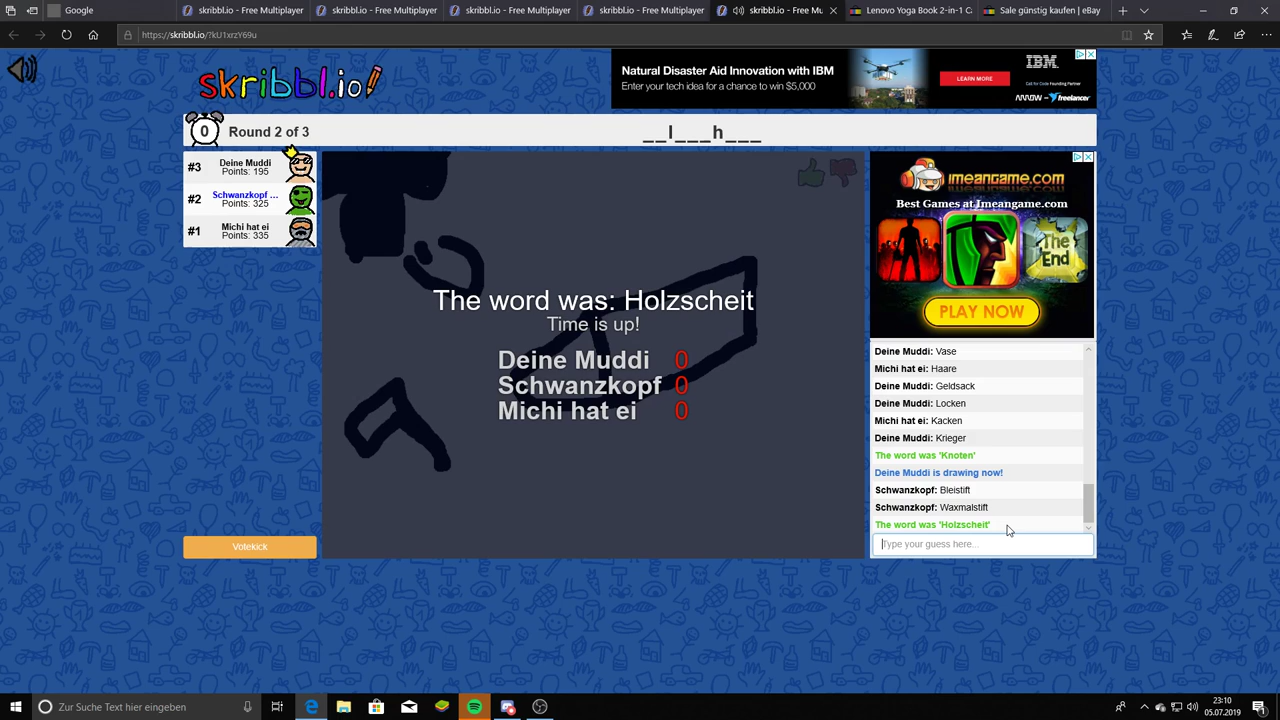 Google
skribbl.io - Free Multiplayer
skribbl.io - Free Multiplayer
skribbl.io - Free Multiplayer
skribbl.io - Free Multiplayer
skribbl.io - Free Mu
Lenovo Yoga Book 2-in-1 C
Sale günstig kaufen | eBay
https://skribbl.io/?kU1xrzY69u
skribbl.io
Natural Disaster Aid Innovation with IBM
Enter your tech idea for a chance to win $5,000
LEARN MORE
IBM
Call for Code Founding Partner
ARROW
freelancer
0
Round 2 of 3
__l___h___
#3
Deine Muddi
Points: 195
#2
Schwanzkopf ...
Points: 325
#1
Michi hat ei
Points: 335
The word was: Holzscheit
Time is up!
Deine Muddi 0
Schwanzkopf 0
Michi hat ei 0
imeangame.com
Best Games at Imeangame.com
The End
PLAY NOW
Deine Muddi: Vase
Michi hat ei: Haare
Deine Muddi: Geldsack
Deine Muddi: Locken
Michi hat ei: Kacken
Deine Muddi: Krieger
The word was 'Knoten'
Deine Muddi is drawing now!
Schwanzkopf: Bleistift
Schwanzkopf: Waxmalstift
The word was 'Holzscheit'
Type your guess here...
Votekick
Zur Suche Text hier eingeben
23:10
05.07.2019